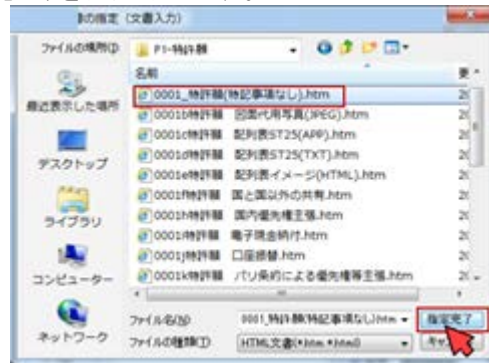 の指定（文書入力）
ファイルの場所(I)
P1-特許願
名前
最近表示した場所
0001_特許願(特記事項なし).htm
0001b特許願　図面代用写真(JPEG).htm
0001c特許願　配列表ST25(APP).htm
デスクトップ
0001d特許願　配列表ST25(TXT).htm
0001e特許願　配列表イメージ(HTML).htm
ライブラリ
0001f特許願　国と国以外の共有.htm
0001h特許願　国内優先権主張.htm
0001i特許願　電子現金納付.htm
コンピューター
0001j特許願　口座振替.htm
0001k特許願　パリ条約による優先権等主張.htm
ネットワーク
ファイル名(N)
0001_特許願(特記事項なし).htm
指定完了
ファイルの種類(T)
HTML文書(*.htm,*.html)
キャ